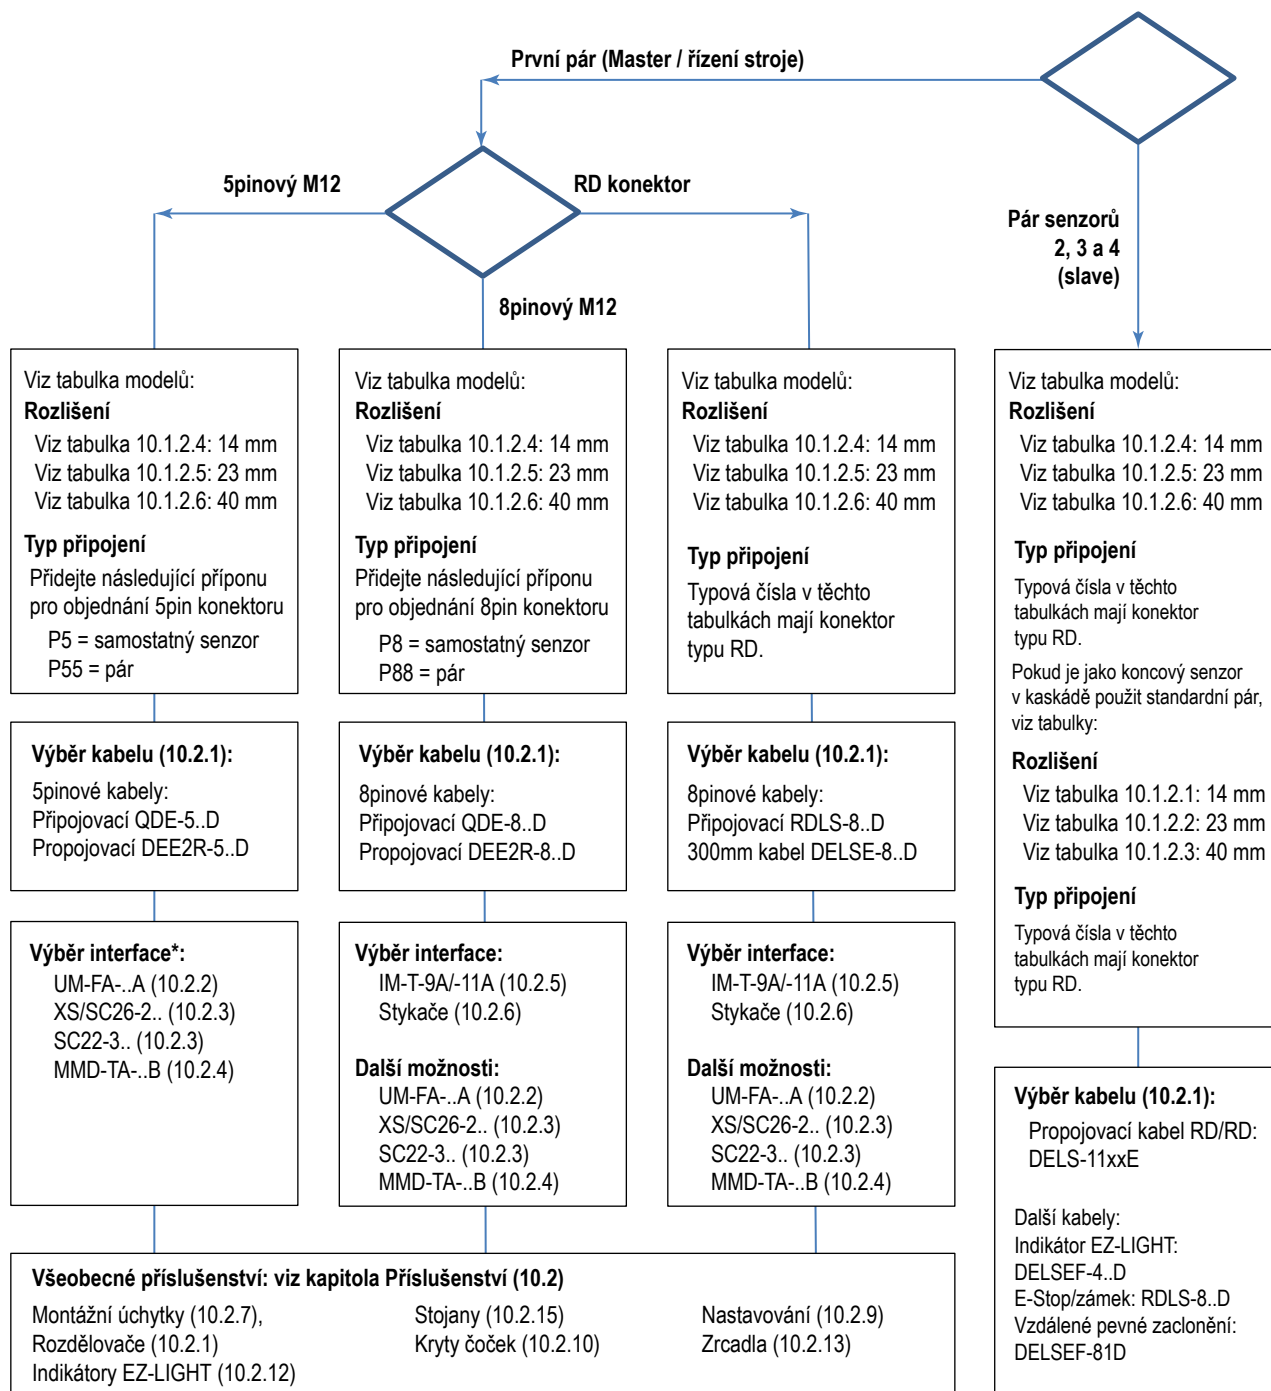 První pár (Master / řízení stroje)
5pinový M12
RD konektor
8pinový M12
Pár senzorů
2, 3 a 4
(slave)
Viz tabulka modelů:
Rozlišení
Viz tabulka 10.1.2.4: 14 mm
Viz tabulka 10.1.2.5: 23 mm
Viz tabulka 10.1.2.6: 40 mm
Typ připojení
Přidejte následující příponu
pro objednání 5pin konektoru
P5 = samostatný senzor
P55 = pár
Výběr kabelu (10.2.1):
5pinové kabely:
Připojovací QDE-5..D
Propojovací DEE2R-5..D
Výběr interface*:
UM-FA-..A (10.2.2)
XS/SC26-2.. (10.2.3)
SC22-3.. (10.2.3)
MMD-TA-..B (10.2.4)
Viz tabulka modelů:
Rozlišení
Viz tabulka 10.1.2.4: 14 mm
Viz tabulka 10.1.2.5: 23 mm
Viz tabulka 10.1.2.6: 40 mm
Typ připojení
Přidejte následující příponu
pro objednání 8pin konektoru
P8 = samostatný senzor
P88 = pár
Výběr kabelu (10.2.1):
8pinové kabely:
Připojovací QDE-8..D
Propojovací DEE2R-8..D
Výběr interface:
IM-T-9A/-11A (10.2.5)
Stykače (10.2.6)
Další možnosti:
UM-FA-..A (10.2.2)
XS/SC26-2.. (10.2.3)
SC22-3.. (10.2.3)
MMD-TA-..B (10.2.4)
Viz tabulka modelů:
Rozlišení
Viz tabulka 10.1.2.4: 14 mm
Viz tabulka 10.1.2.5: 23 mm
Viz tabulka 10.1.2.6: 40 mm
Typ připojení
Typová čísla v těchto
tabulkách mají konektor
typu RD.
Výběr kabelu (10.2.1):
8pinové kabely:
Připojovací RDLS-8..D
300mm kabel DELSE-8..D
Výběr interface:
IM-T-9A/-11A (10.2.5)
Stykače (10.2.6)
Další možnosti:
UM-FA-..A (10.2.2)
XS/SC26-2.. (10.2.3)
SC22-3.. (10.2.3)
MMD-TA-..B (10.2.4)
Viz tabulka modelů:
Rozlišení
Viz tabulka 10.1.2.4: 14 mm
Viz tabulka 10.1.2.5: 23 mm
Viz tabulka 10.1.2.6: 40 mm
Typ připojení
Typová čísla v těchto
tabulkách mají konektor
typu RD.
Pokud je jako koncový senzor
v kaskádě použit standardní pár,
viz tabulky:
Rozlišení
Viz tabulka 10.1.2.1: 14 mm
Viz tabulka 10.1.2.2: 23 mm
Viz tabulka 10.1.2.3: 40 mm
Typ připojení
Typová čísla v těchto
tabulkách mají konektor
typu RD.
Výběr kabelu (10.2.1):
Propojovací kabel RD/RD:
DELS-11xxE
Další kabely:
Indikátor EZ-LIGHT:
DELSEF-4..D
E-Stop/zámek: RDLS-8..D
Vzdálené pevné zaclonění:
DELSEF-81D
Všeobecné příslušenství: viz kapitola Příslušenství (10.2)
Montážní úchytky (10.2.7),
Rozdělovače (10.2.1)
Indikátory EZ-LIGHT (10.2.12)
Stojany (10.2.15)
Kryty čoček (10.2.10)
Nastavování (10.2.9)
Zrcadla (10.2.13)